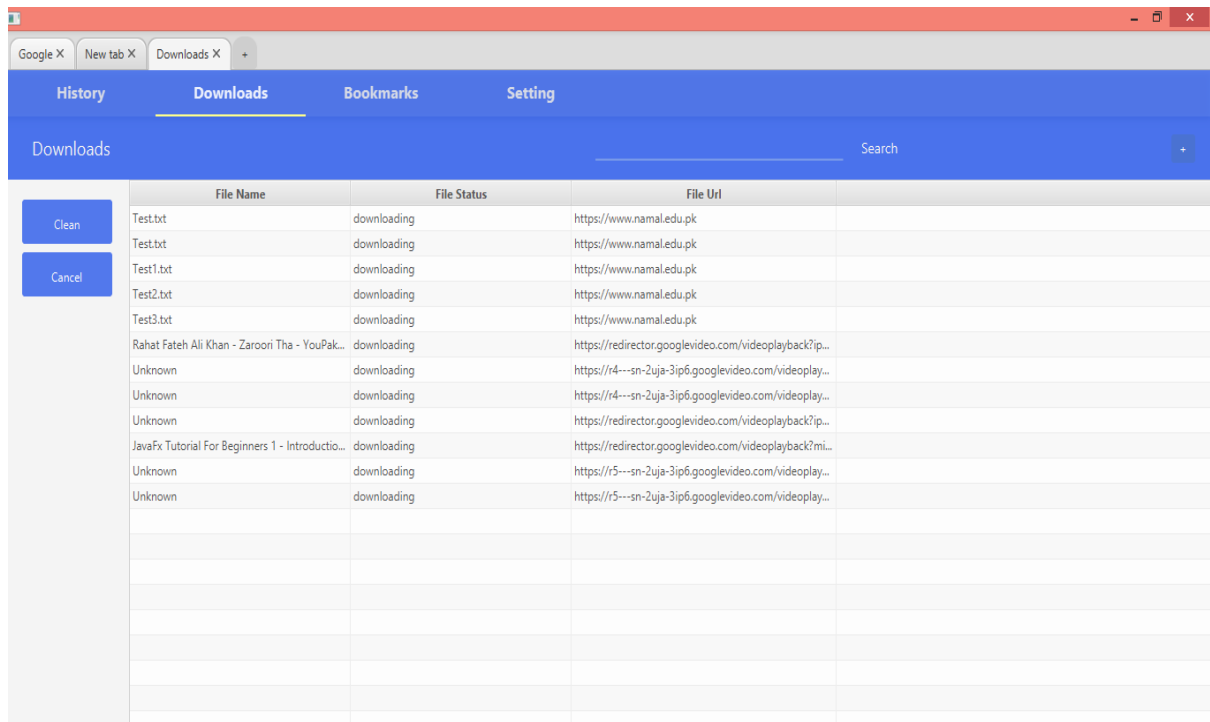 Google X New tab X Downloads X +
History Downloads Bookmarks Setting
Downloads Search +
File Name File Status File Url
Clean
Cancel
Test.txt downloading https://www.namal.edu.pk
Test.txt downloading https://www.namal.edu.pk
Test1.txt downloading https://www.namal.edu.pk
Test2.txt downloading https://www.namal.edu.pk
Test3.txt downloading https://www.namal.edu.pk
Rahat Fateh Ali Khan - Zaroori Tha - YouPak... downloading https://redirector.googlevideo.com/videoplayback?ip...
Unknown downloading https://r4---sn-2uja-3ip6.googlevideo.com/videoplay...
Unknown downloading https://r4---sn-2uja-3ip6.googlevideo.com/videoplay...
Unknown downloading https://redirector.googlevideo.com/videoplayback?ip...
JavaFx Tutorial For Beginners 1 - Introductio... downloading https://redirector.googlevideo.com/videoplayback?mi...
Unknown downloading https://r5---sn-2uja-3ip6.googlevideo.com/videoplay...
Unknown downloading https://r5---sn-2uja-3ip6.googlevideo.com/videoplay...